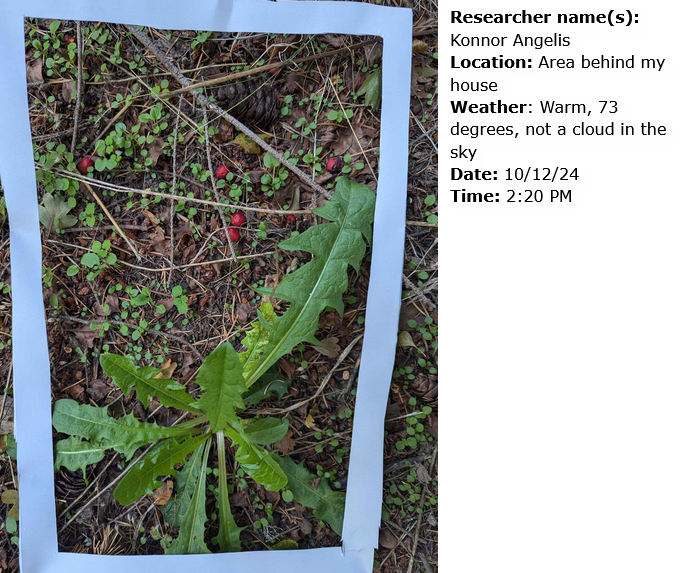 Researcher name(s):
Konnor Angelis
Location: Area behind my
house
Weather: Warm, 73
degrees, not a cloud in the
sky
Date: 10/12/24
Time: 2:20 PM